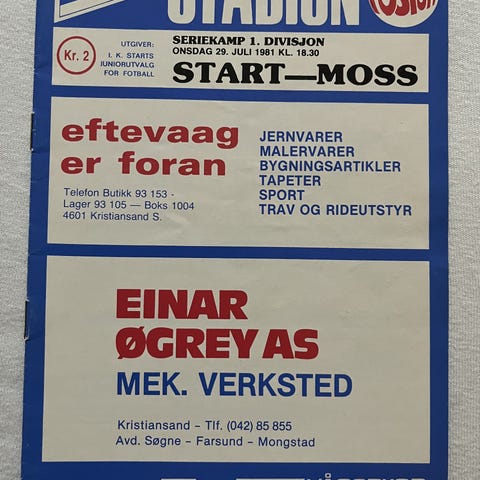 STADION
Kr. 2
UTGIVER:
I. K. STARTS
JUNIORUTVALG
FOR FOTBALL
SERIEKAMP 1. DIVISJON
ONSDAG 29. JULI 1981 KL. 18.30
START—MOSS
eftevaag
er foran
Telefon Butikk 93 153 -
Lager 93 105 — Boks 1004
4601 Kristiansand S.
JERNVARER
MALERVARER
BYGNINGSARTIKLER
TAPETER
SPORT
TRAV OG RIDEUTSTYR
EINAR
ØGREY AS
MEK. VERKSTED
Kristiansand - Tlf. (042) 85 855
Avd. Søgne - Farsund - Mongstad